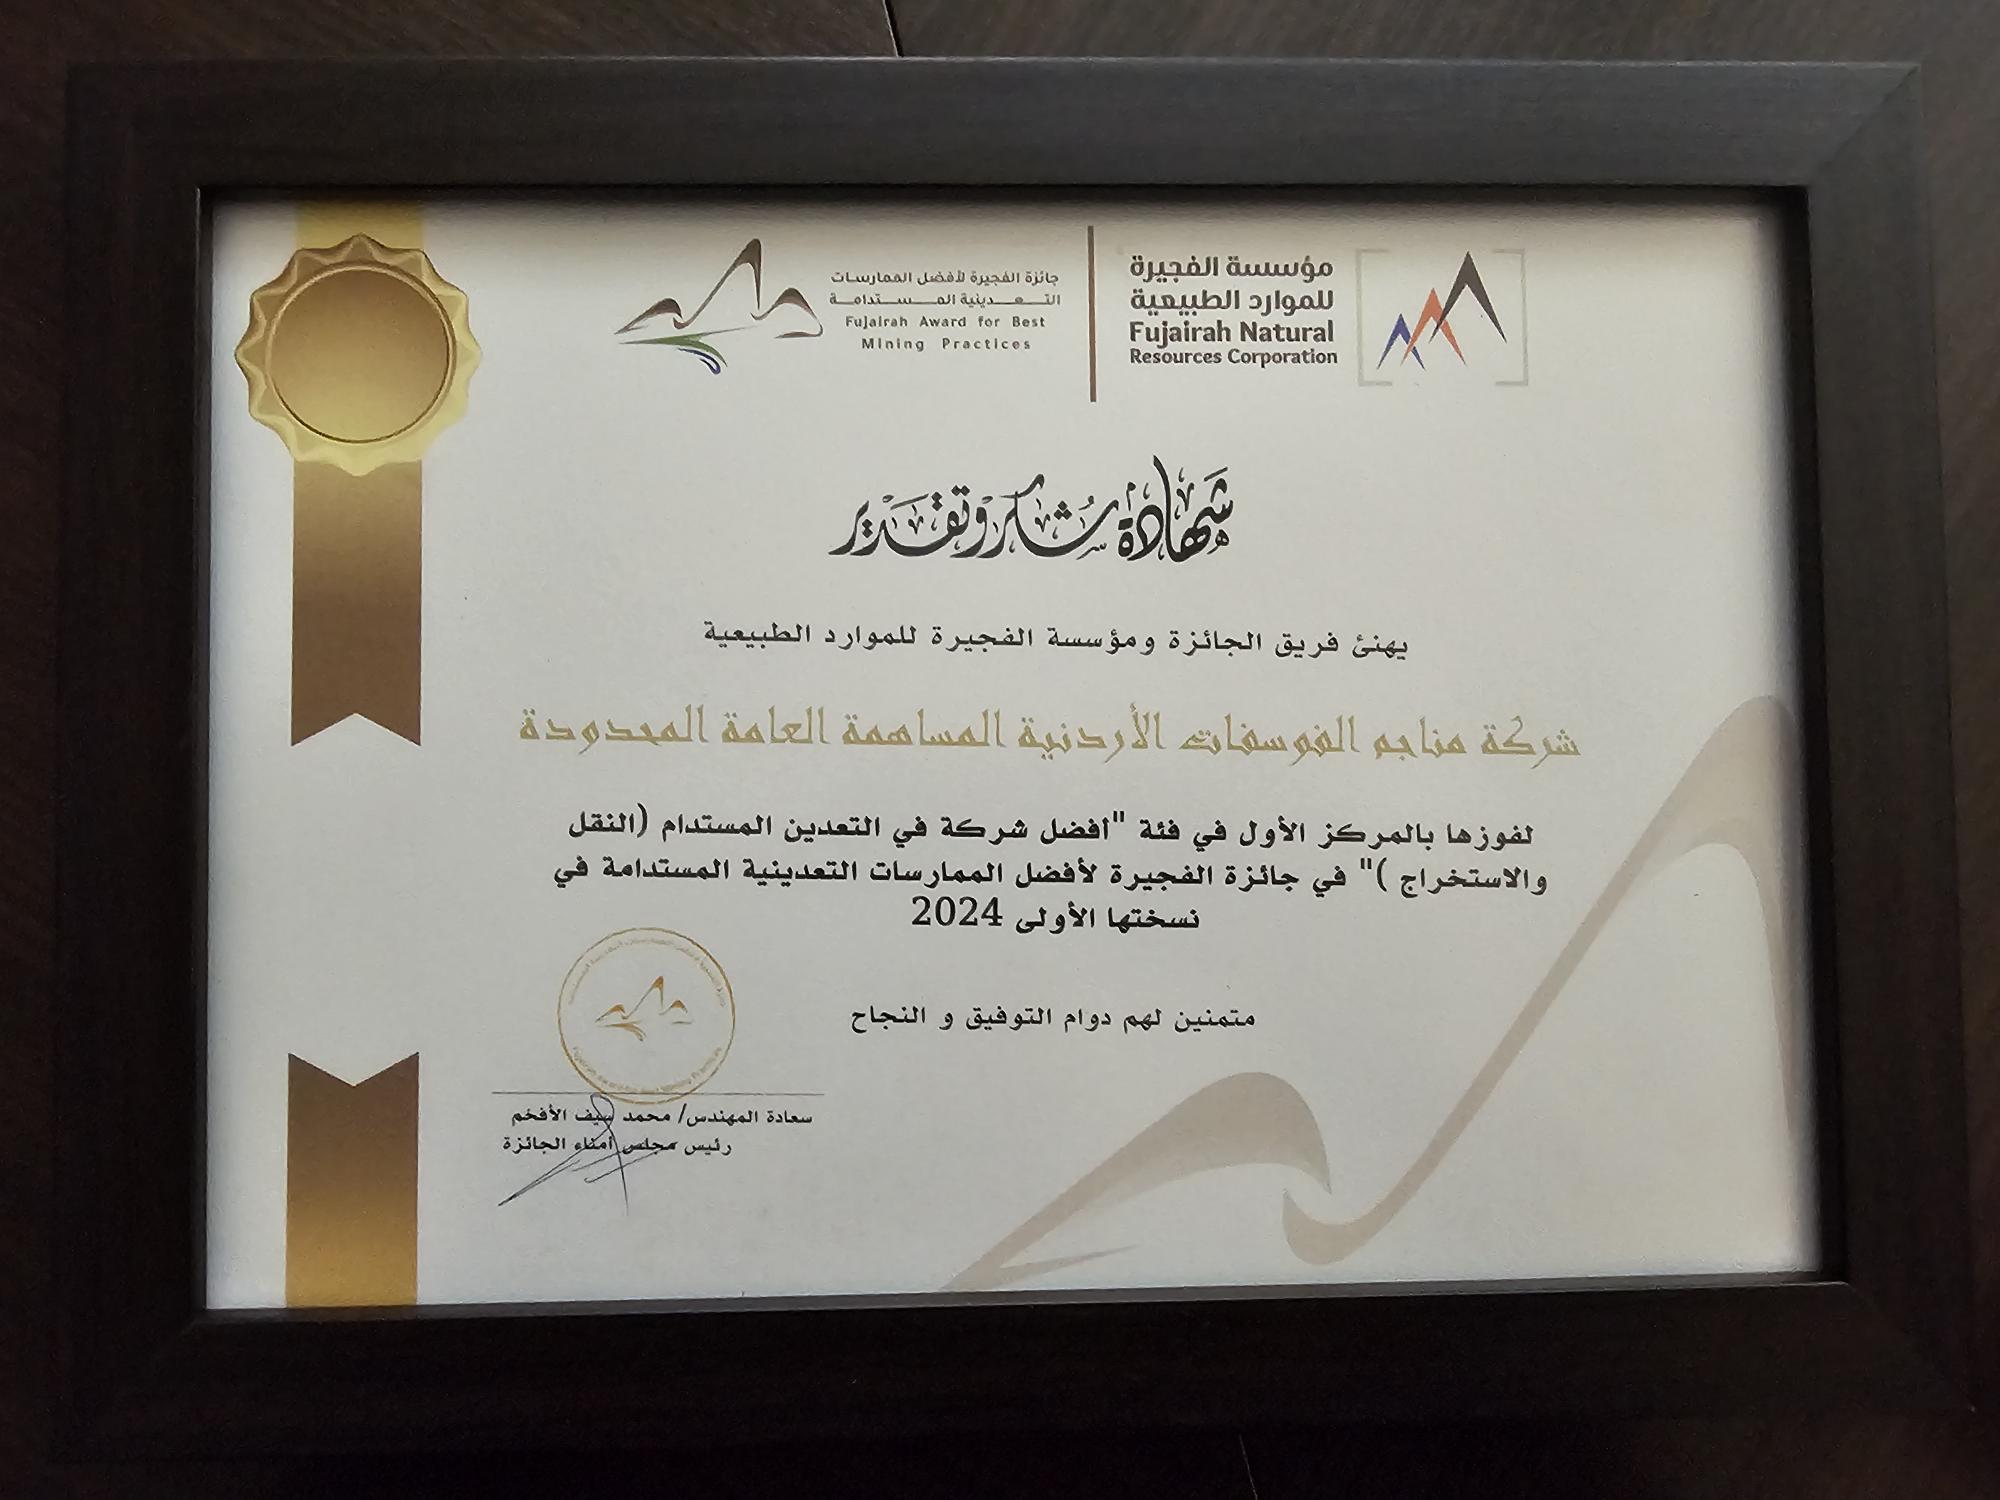 جائزة الفجيرة لأفضل الممارسات
التعدينية المستدامة
Fujairah Award for Best
Mining Practices
مؤسسة الفجيرة
للموارد الطبيعية
Fujairah Natural
Resources Corporation
شهادة شكر وتقدير
يهنئ فريق الجائزة ومؤسسة الفجيرة للموارد الطبيعية
شركة مناجم الفوسفات الأردنية المساهمة العامة المحدودة
لفوزها بالمركز الأول في فئة "أفضل شركة في التعدين المستدام (النقل
والاستخراج )" في جائزة الفجيرة لأفضل الممارسات التعدينية المستدامة في
نسختها الأولى 2024
متمنين لهم دوام التوفيق و النجاح
سعادة المهندس/ محمد سيف الأفخم
رئيس مجلس أمناء الجائزة